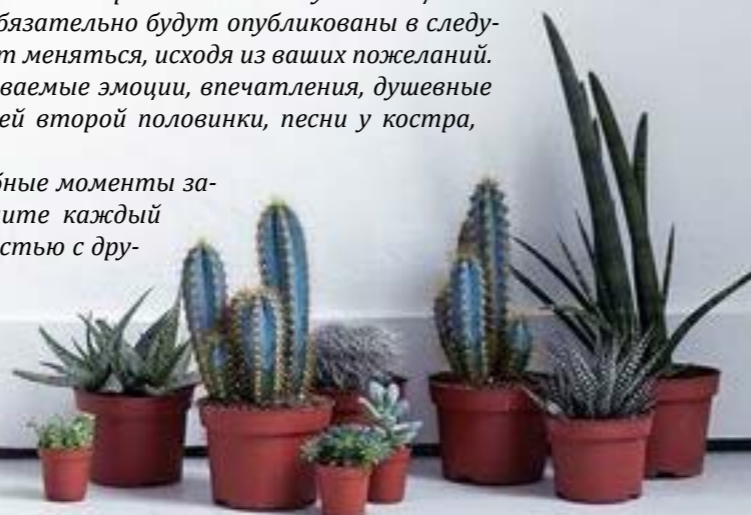 бязательно будут опубликованы в следу-
т меняться, исходя из ваших пожеланий.
ваемые эмоции, впечатления, душевные
ей второй половинки, песни у костра,
бные моменты за-
ите каждый
стью с дру-